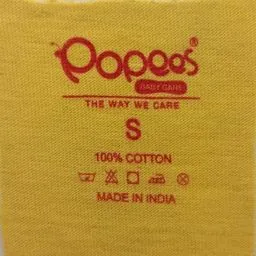 Popees®
BABY CARE
THE WAY WE CARE
S
100% COTTON
MADE IN INDIA